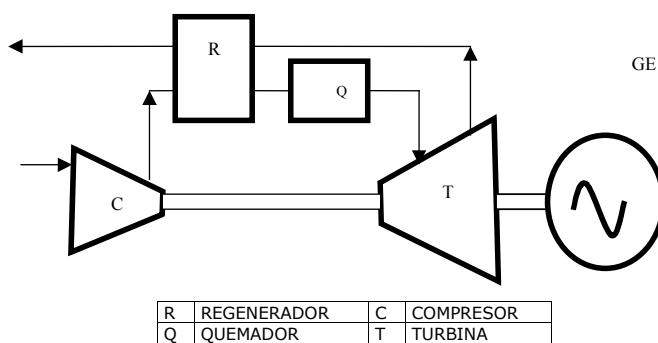 R
GE
Q
C
T
R REGENERADOR C COMPRESOR
Q QUEMADOR T TURBINA